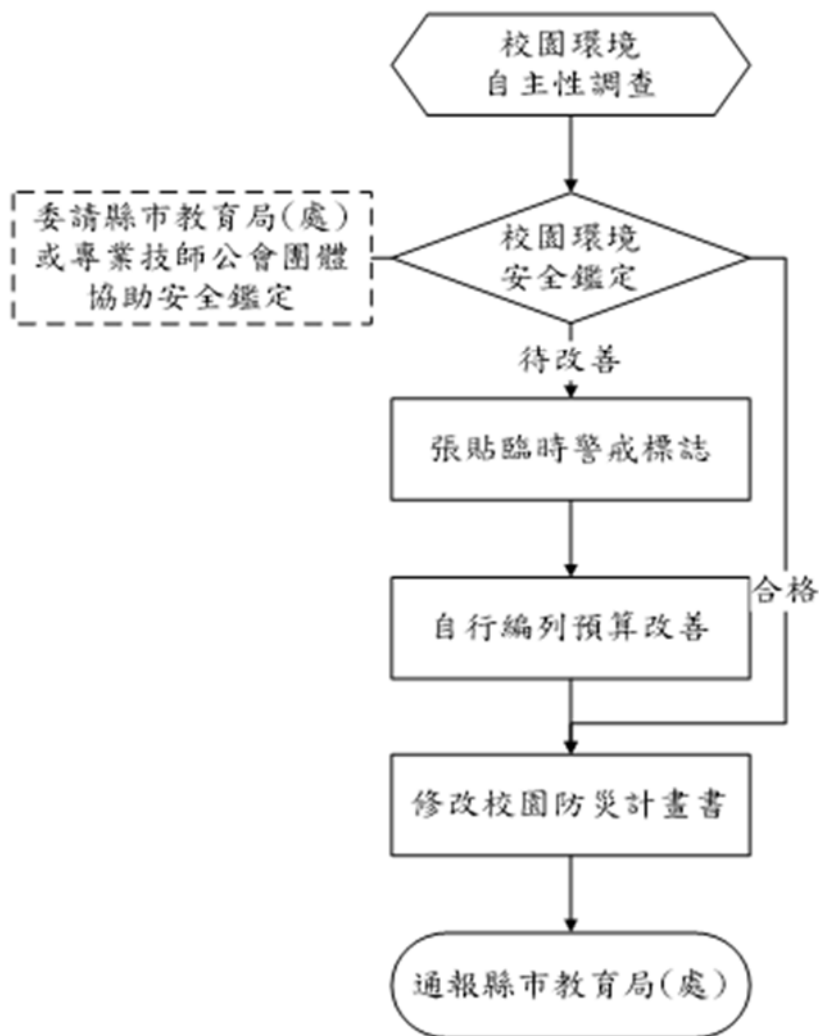 校園環境
自主性調查
委請縣市教育局(處)
或專業技師公會團體
協助安全鑑定
校園環境
安全鑑定
待改善
張貼臨時警戒標誌
合格
自行編列預算改善
修改校園防災計畫書
通報縣市教育局(處)